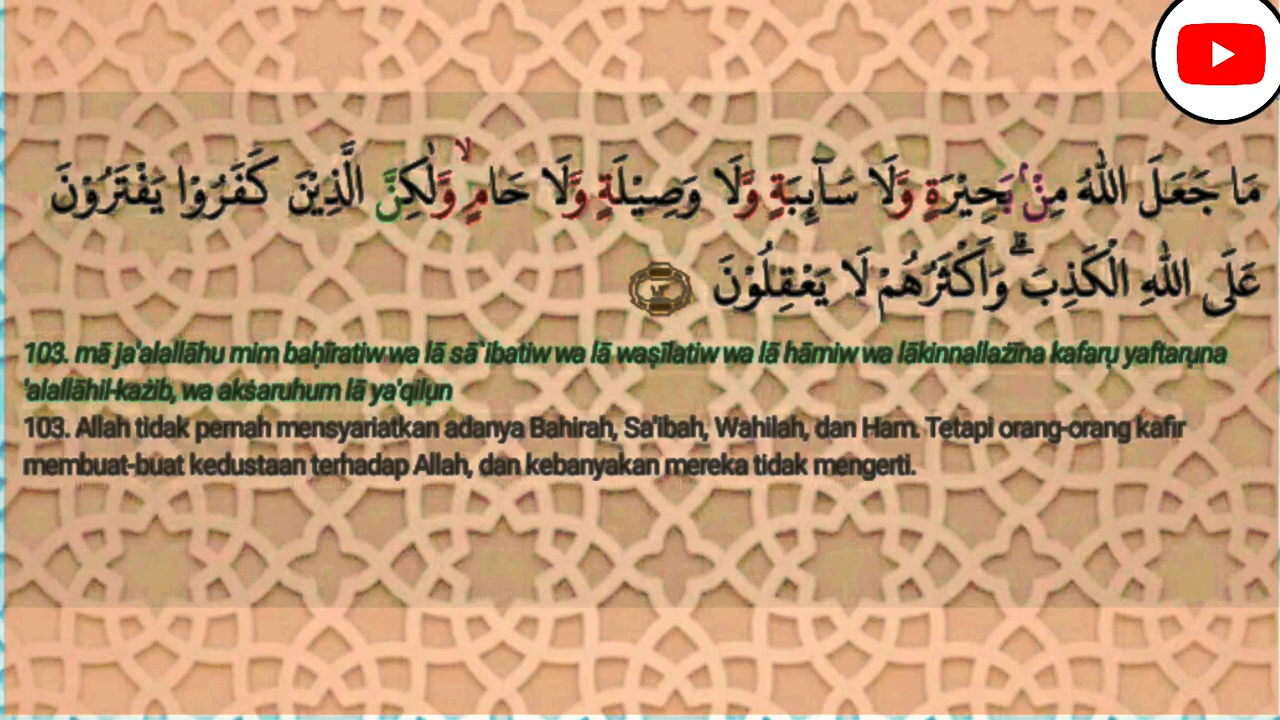 مَا جَعَلَ اللّٰهُ مِنْۢ بَحِيْرَةٍ وَّلَا سَاۤىِٕبَةٍ وَّلَا وَصِيْلَةٍ وَّلَا حَامٍ ۙوَّلٰكِنَّ الَّذِيْنَ كَفَرُوْا يَفْتَرُوْنَ
عَلَى اللّٰهِ الْكَذِبَۗ وَاَكْثَرُهُمْ لَا يَعْقِلُوْنَ
103. mā ja'alallāhu mim baḥīratiw wa lā sā`ibatiw wa lā waṣīlatiw wa lā hāmiw wa lākinnallażīna kafarụ yaftarụna
'alallāhil-każib, wa akṡaruhum lā ya'qilụn
103. Allah tidak pernah mensyariatkan adanya Bahirah, Sa'ibah, Wahilah, dan Ham. Tetapi orang-orang kafir
membuat-buat kedustaan terhadap Allah, dan kebanyakan mereka tidak mengerti.